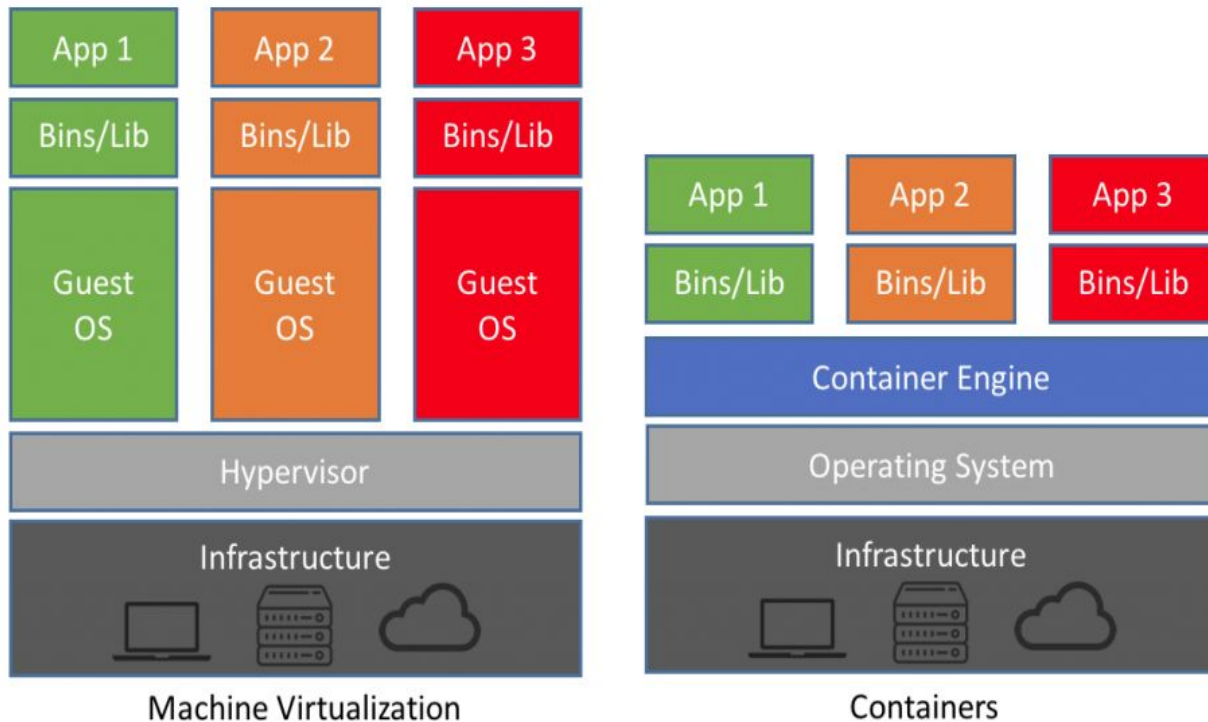 App 1
App 2
App 3
Bins/Lib
Bins/Lib
Bins/Lib
Guest
OS
Guest
OS
Guest
OS
Hypervisor
Infrastructure
Machine Virtualization
App 1
App 2
App 3
Bins/Lib
Bins/Lib
Bins/Lib
Container Engine
Operating System
Infrastructure
Containers